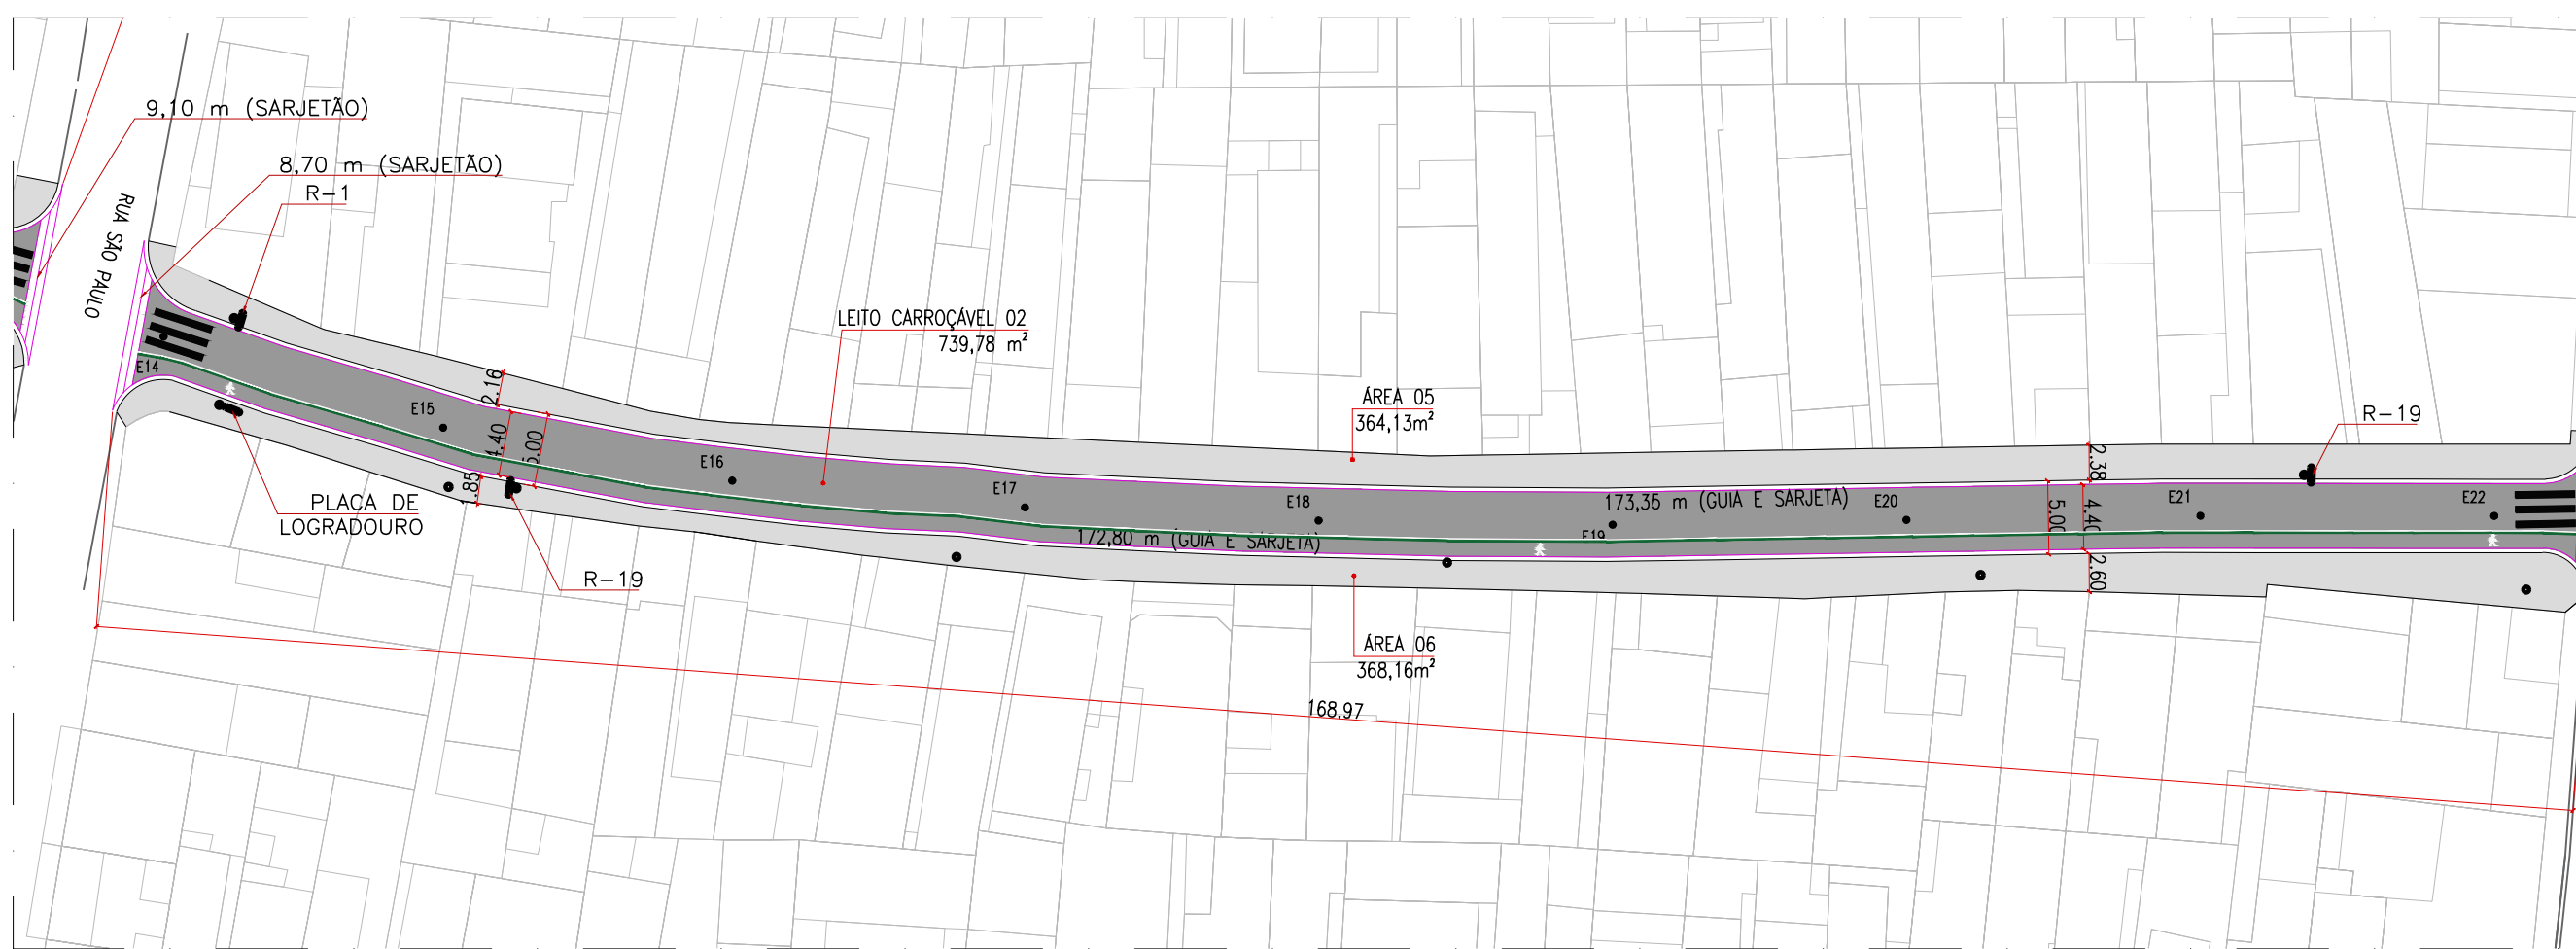 9,10 m (SARJETÃO)
8,70 m (SARJETÃO)
R-1
RUA SÃO PAULO
LEITO CARROÇÁVEL 02
739,78 m²
E14
2.16
E15
4.40
5.00
1.85
PLACA DE
LOGRADOURO
R-19
E16
E17
E18
ÁREA 05
364,13m²
172,80 m (GUIA E SARJETA)
E19
173,35 m (GUIA E SARJETA)
E20
E21
E22
R-19
2.38
5.00
4.40
2.60
ÁREA 06
368,16m²
168.97